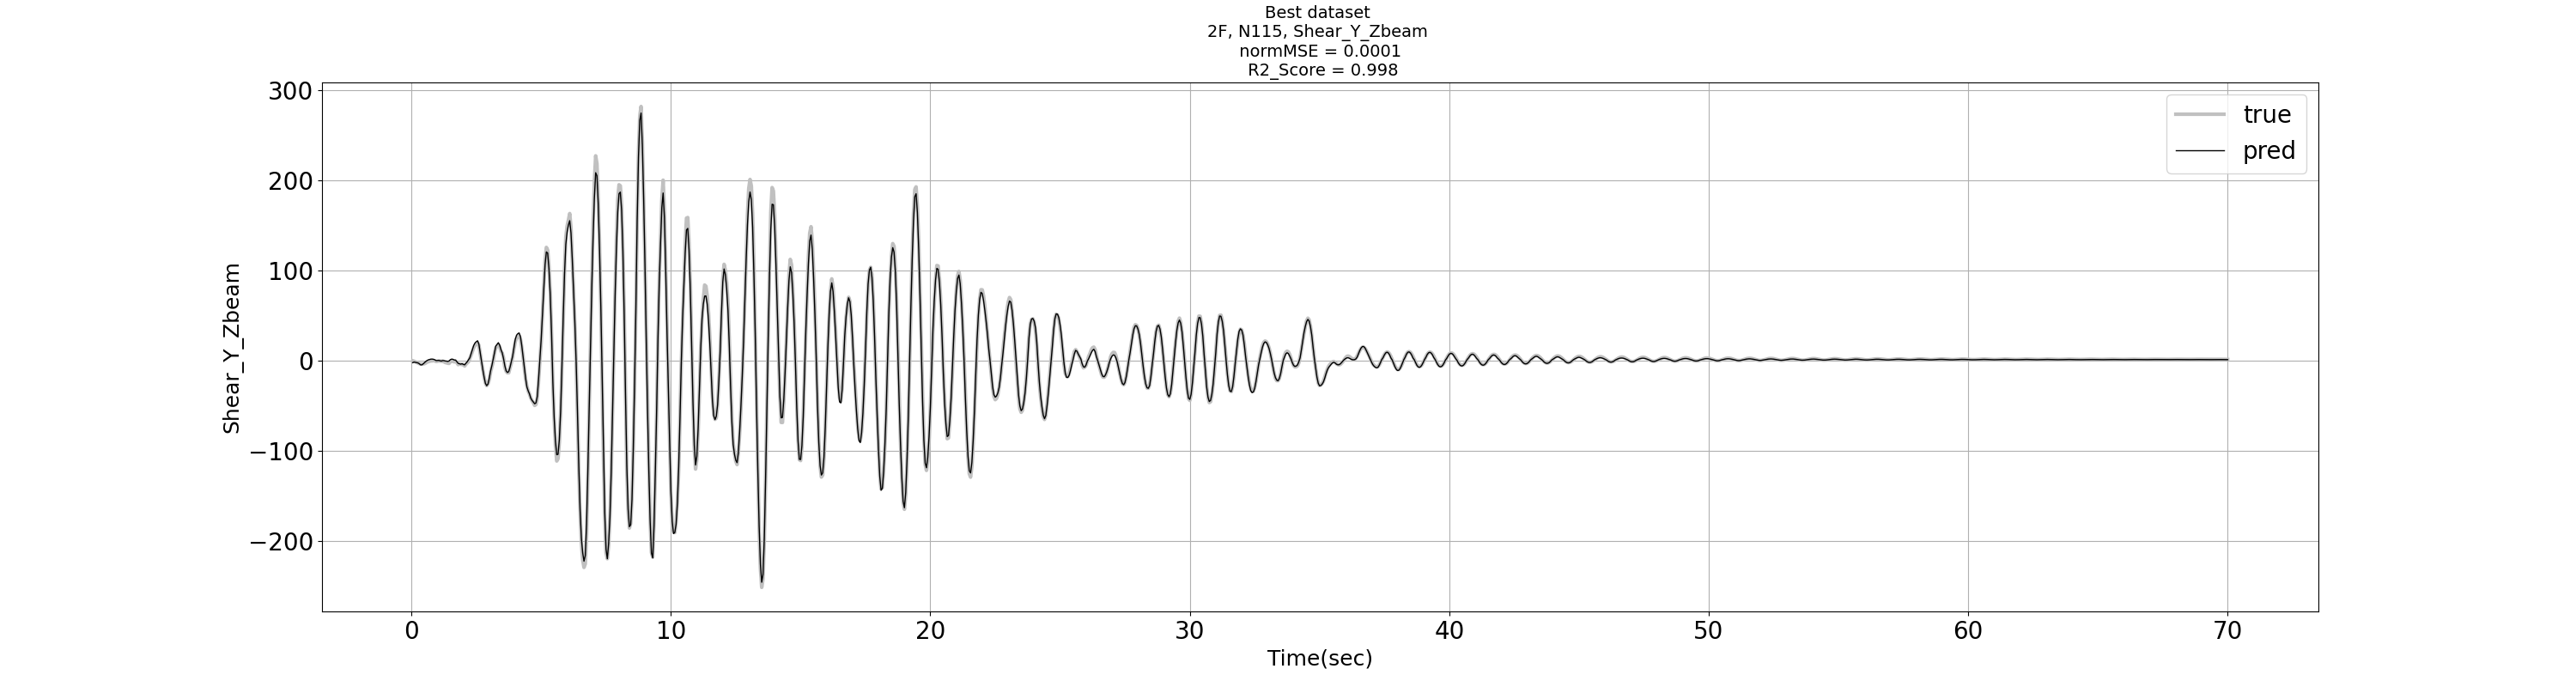 Best dataset
2F, N115, Shear_Y_Zbeam
normMSE = 0.0001
R2_Score = 0.998
300
200
100
0
−100
−200
Shear_Y_Zbeam
true
pred
0 10 20 30 40 50 60 70
Time(sec)